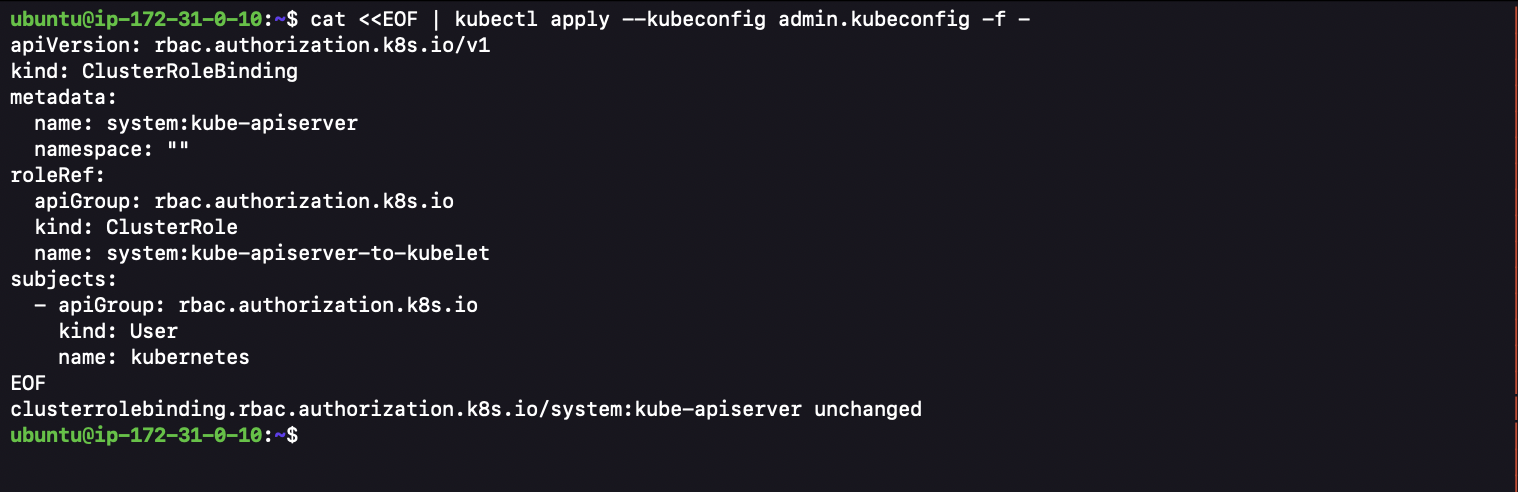 ubuntu@ip-172-31-0-10:~$ cat <<EOF | kubectl apply --kubeconfig admin.kubeconfig -f -
apiVersion: rbac.authorization.k8s.io/v1
kind: ClusterRoleBinding
metadata:
  name: system:kube-apiserver
  namespace: ""
roleRef:
  apiGroup: rbac.authorization.k8s.io
  kind: ClusterRole
  name: system:kube-apiserver-to-kubelet
subjects:
  - apiGroup: rbac.authorization.k8s.io
    kind: User
    name: kubernetes
EOF
clusterrolebinding.rbac.authorization.k8s.io/system:kube-apiserver unchanged
ubuntu@ip-172-31-0-10:~$